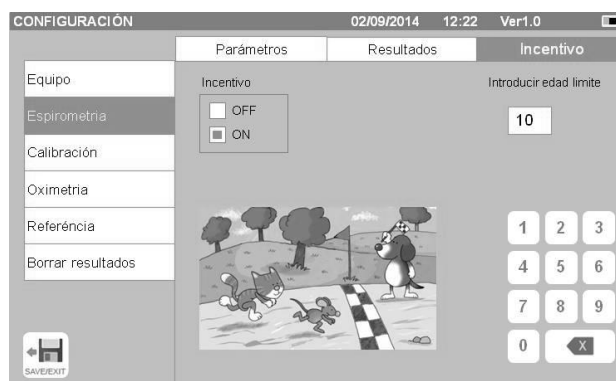 CONFIGURACIÓN 02/09/2014 12:22 Ver1.0
Parámetros Resultados Incentivo
Equipo
Espirometria
Calibración
Oximetria
Referéncia
Borrar resultados
SAVE/EXIT
Incentivo
OFF
ON
Introducir edad limite
10
1 2 3
4 5 6
7 8 9
0 X